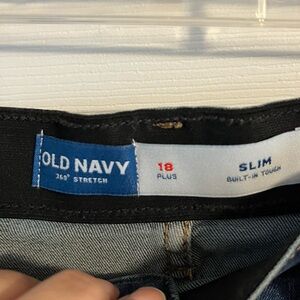 OLD NAVY
360° STRETCH
18
PLUS
SLIM
BUILT-IN TOUGH